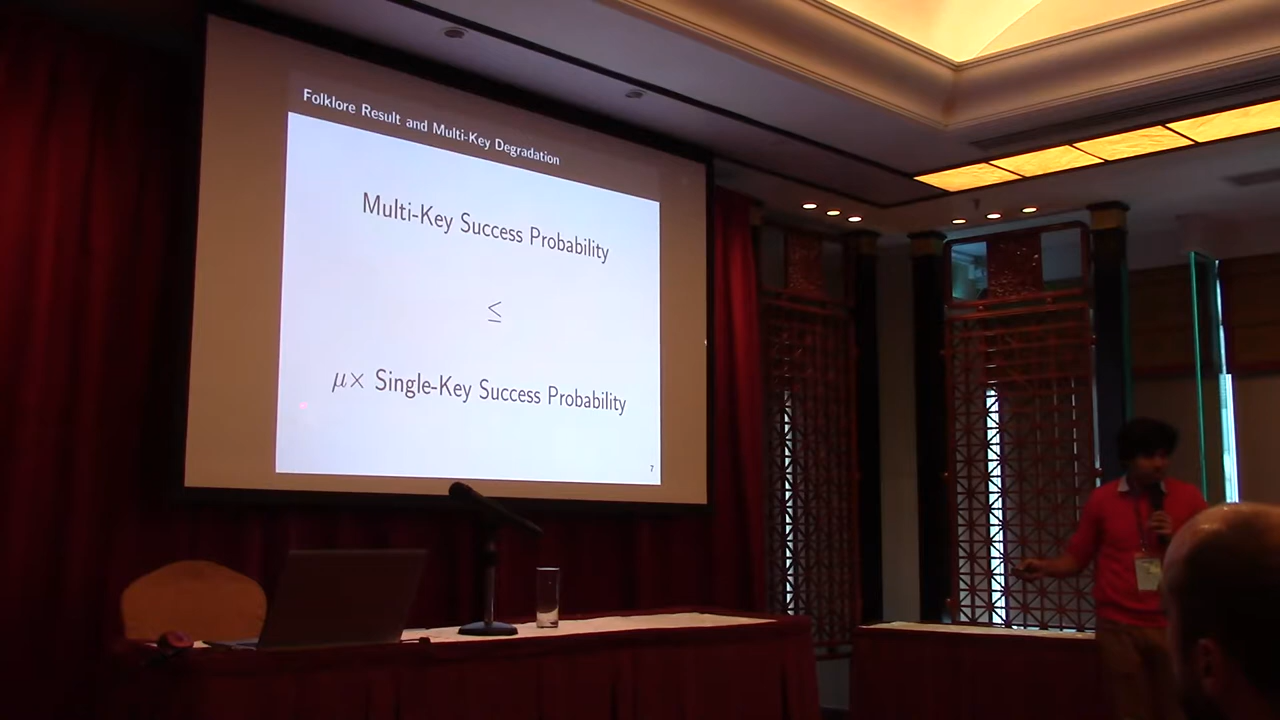 Folklore Result and Multi-Key Degradation
Multi-Key Success Probability
≤
μ× Single-Key Success Probability
7